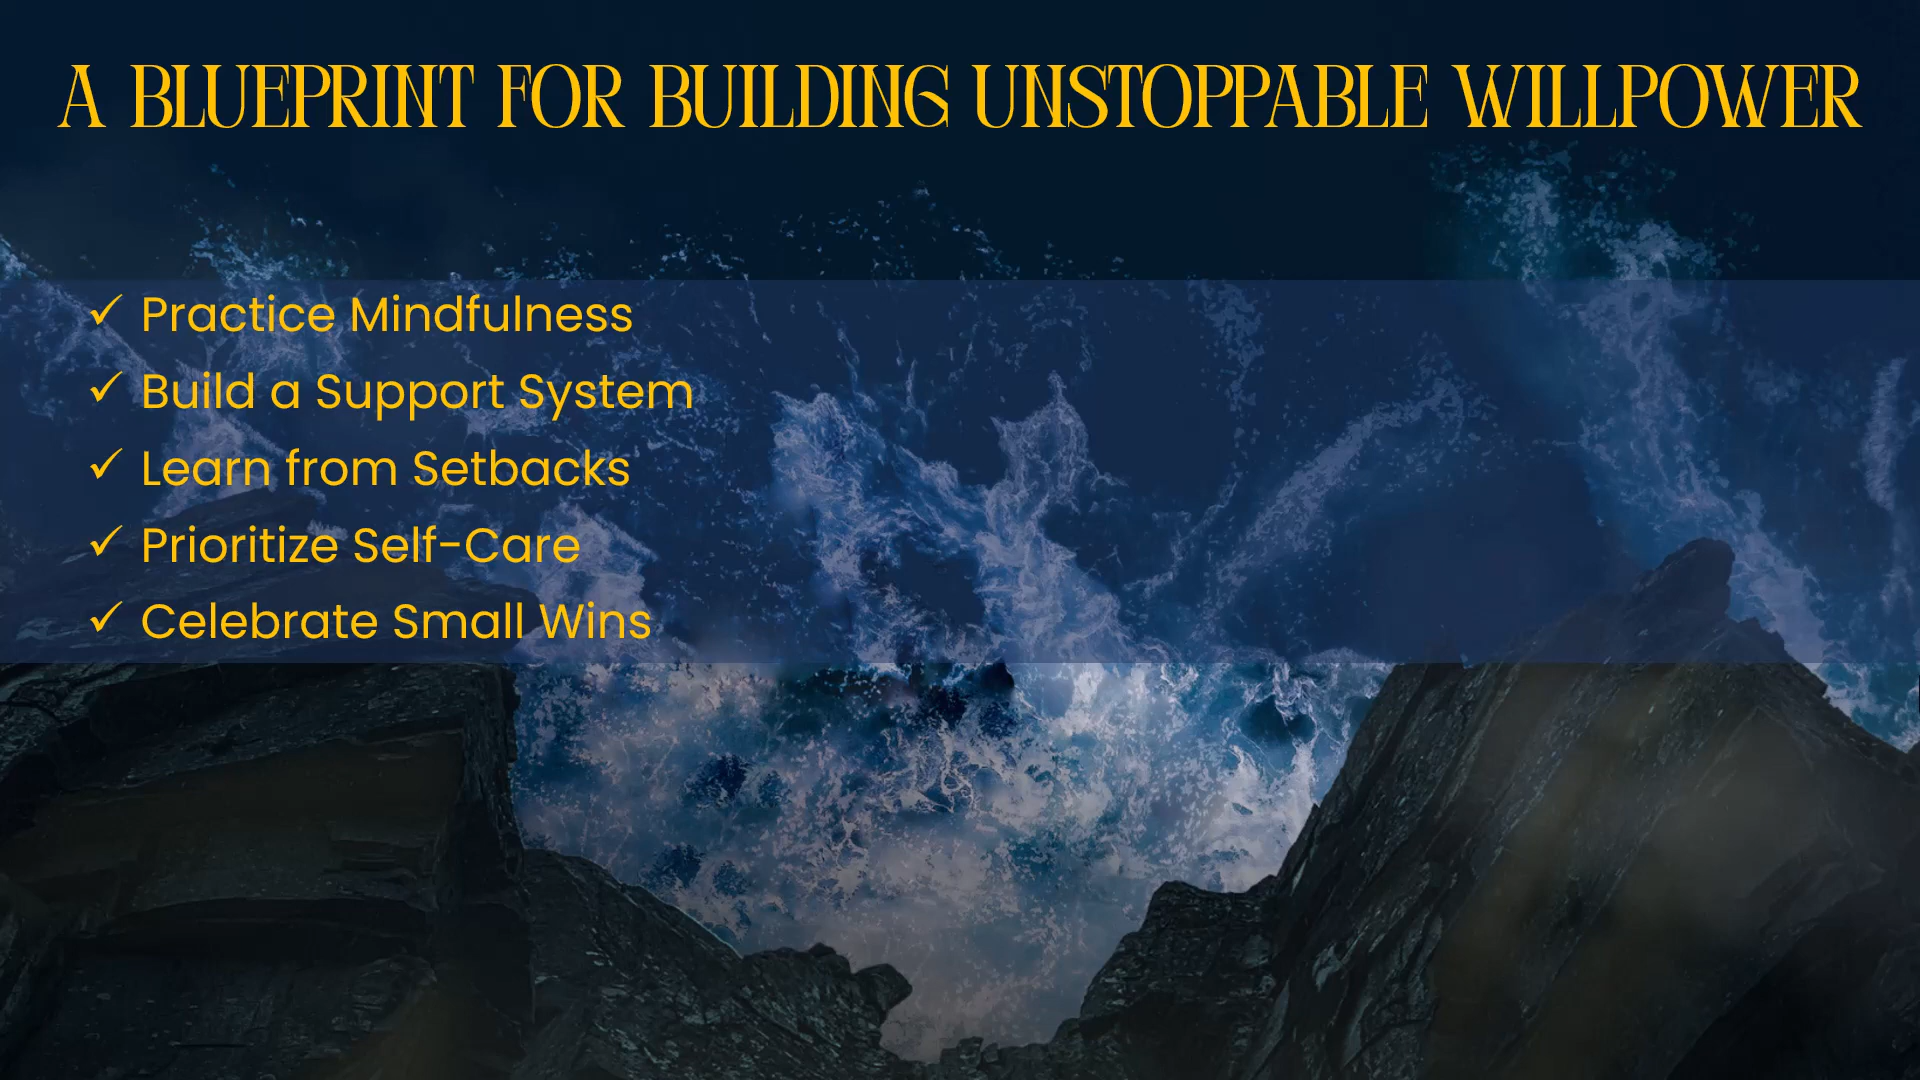 A BLUEPRINT FOR BUILDING UNSTOPPABLE WILLPOWER
✓ Practice Mindfulness
✓ Build a Support System
✓ Learn from Setbacks
✓ Prioritize Self-Care
✓ Celebrate Small Wins